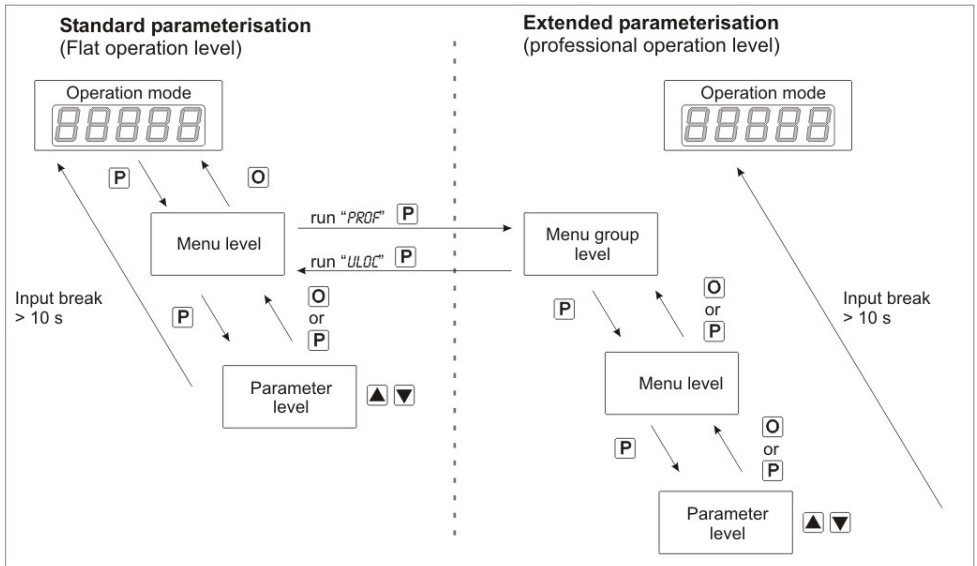 Standard parameterisation
(Flat operation level)
Operation mode
88888
P
O
Menu level
run “PROF” P
run “ULOC” P
Input break
> 10 s
P
O
or
P
Parameter
level
Extended parameterisation
(professional operation level)
Operation mode
88888
Menu group
level
P
O
or
P
Input break
> 10 s
Menu level
P
O
or
P
Parameter
level